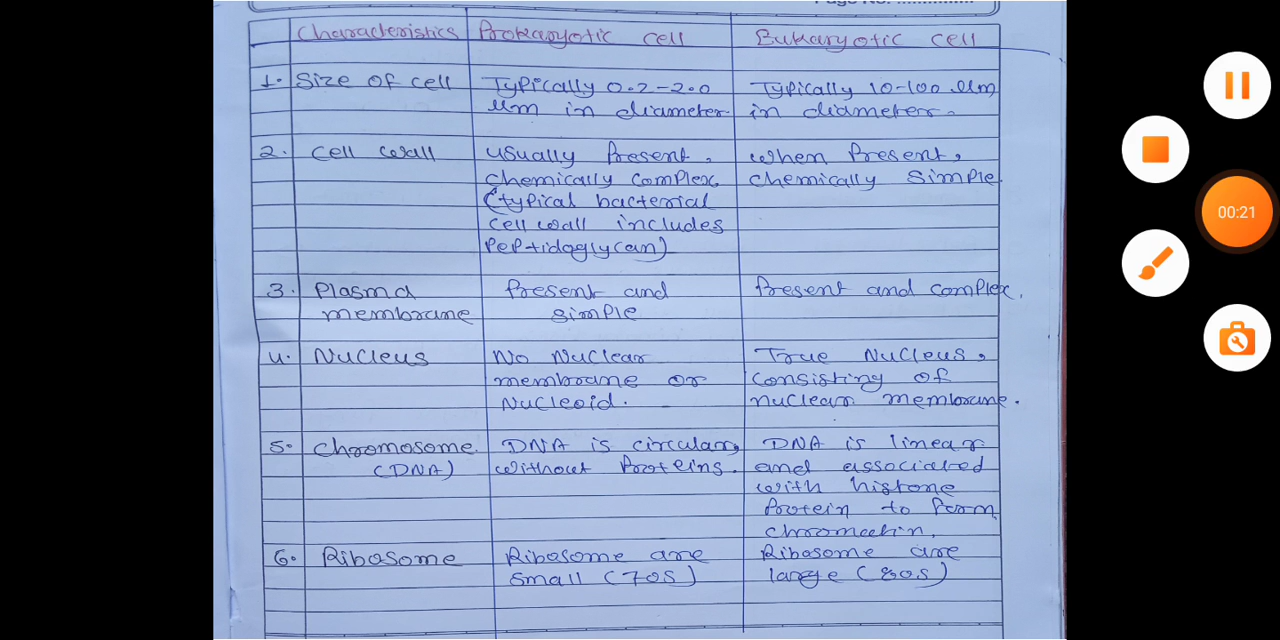 Page No.
Characteristics Prokaryotic cell Eukaryotic cell
1. Size of cell Typically 0.2-2.0 Typically 10-100 µm
µm in diameter. in diameter.
2. Cell wall usually Present, when Present,
chemically complex chemically simple.
(typical bacterial
cell wall includes
Peptidoglycan)
3. Plasma Present and Present and complex.
membrane simple
4. Nucleus No Nuclear True Nucleus,
membrane or consisting of
Nucleoid. nuclear membrane.
5. Chromosome DNA is circular, DNA is linear
(DNA) without Proteins. and associated
with histone
Protein to form
chromatin.
6. Ribosome Ribosome are Ribosome are
small (70S) large (80S)
00:21